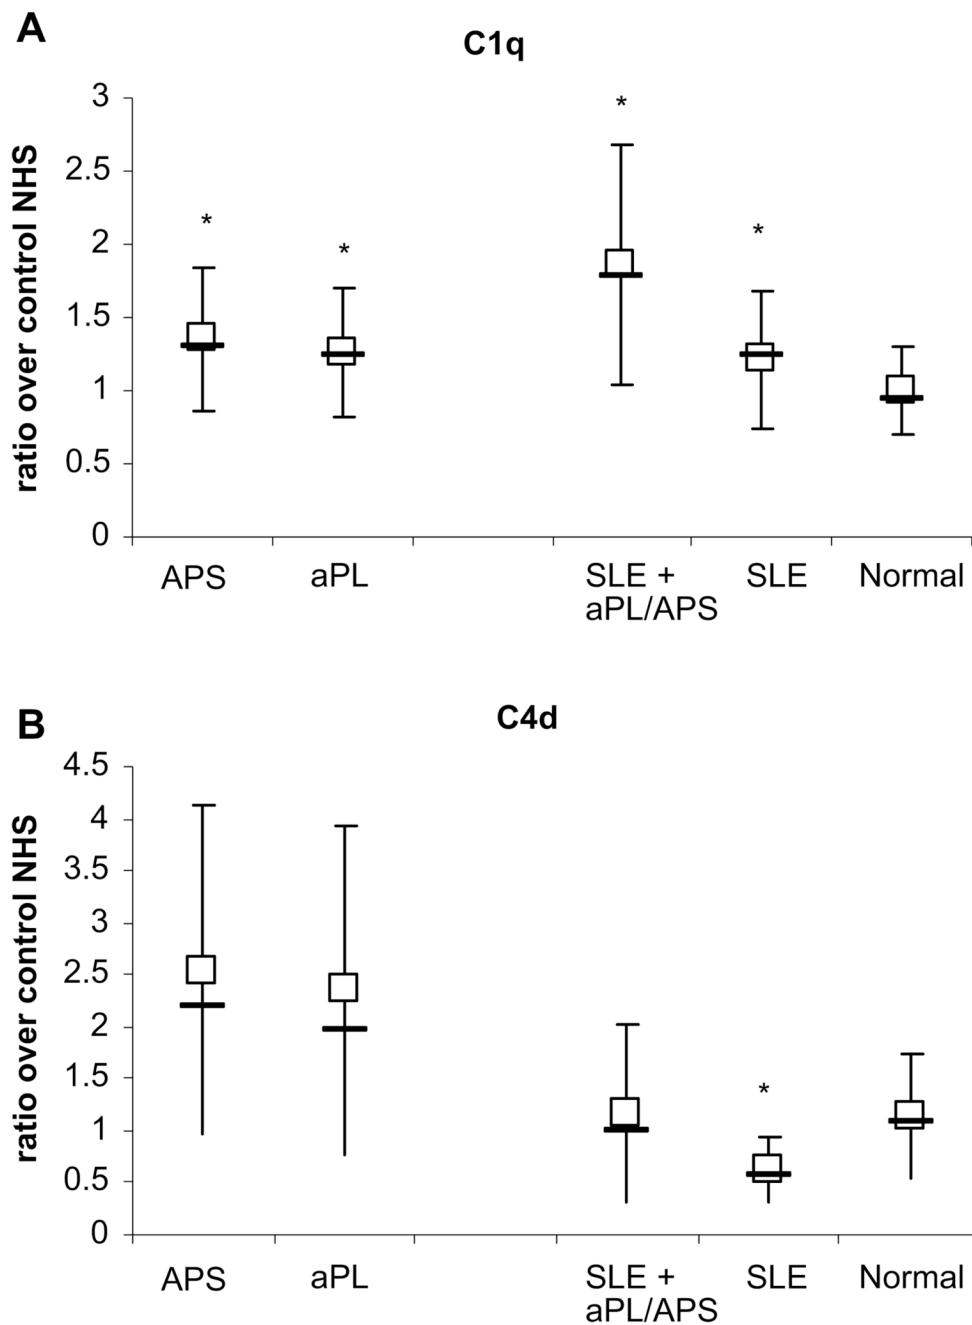 A
C1q
ratio over control NHS
3
2.5
2
1.5
1
0.5
0
*
*
*
*
APS
aPL
SLE +
aPL/APS
SLE
Normal
B
C4d
ratio over control NHS
4.5
4
3.5
3
2.5
2
1.5
1
0.5
0
*
APS
aPL
SLE +
aPL/APS
SLE
Normal